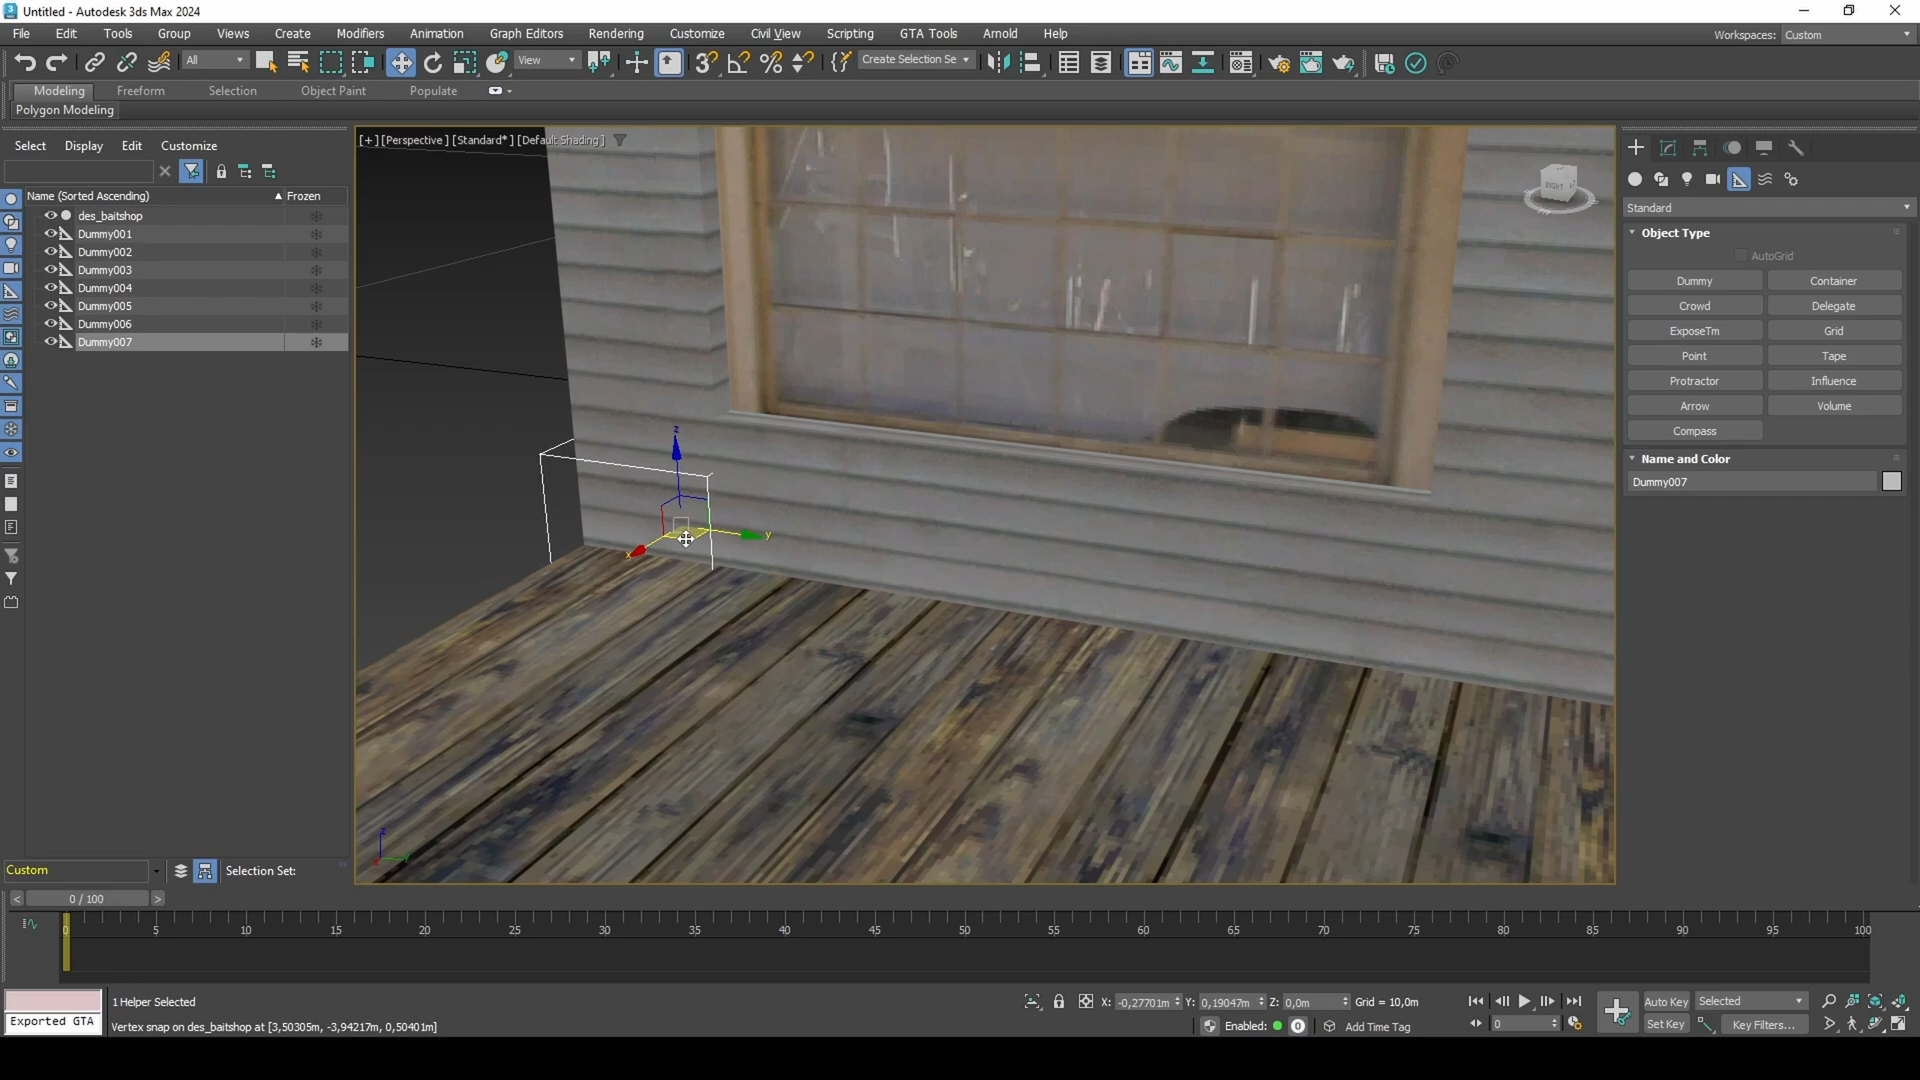 Untitled - Autodesk 3ds Max 2024
File Edit Tools Group Views Create Modifiers Animation Graph Editors Rendering Customize Civil View Scripting GTA Tools Arnold Help
Workspaces: Custom
All View Create Selection Se
Modeling Freeform Selection Object Paint Populate
Polygon Modeling
Select Display Edit Customize
Name (Sorted Ascending) Frozen
des_baitshop
Dummy001
Dummy002
Dummy003
Dummy004
Dummy005
Dummy006
Dummy007
[+] [Perspective] [Standard*] [Default Shading]
RIGHT
z
x
y
z
x
y
Standard
Object Type
AutoGrid
Dummy Container
Crowd Delegate
ExposeTm Grid
Point Tape
Protractor Influence
Arrow Volume
Compass
Name and Color
Dummy007
Custom Selection Set:
< 0 / 100 >
0 5 10 15 20 25 30 35 40 45 50 55 60 65 70 75 80 85 90 95 100
Exported GTA
1 Helper Selected
Vertex snap on des_baitshop at [3,50305m, -3,94217m, 0,50401m]
X: -0,27701m Y: 0,19047m Z: 0,0m Grid = 10,0m
Enabled: 0 Add Time Tag
Auto Key Selected
0 Set Key Key Filters...